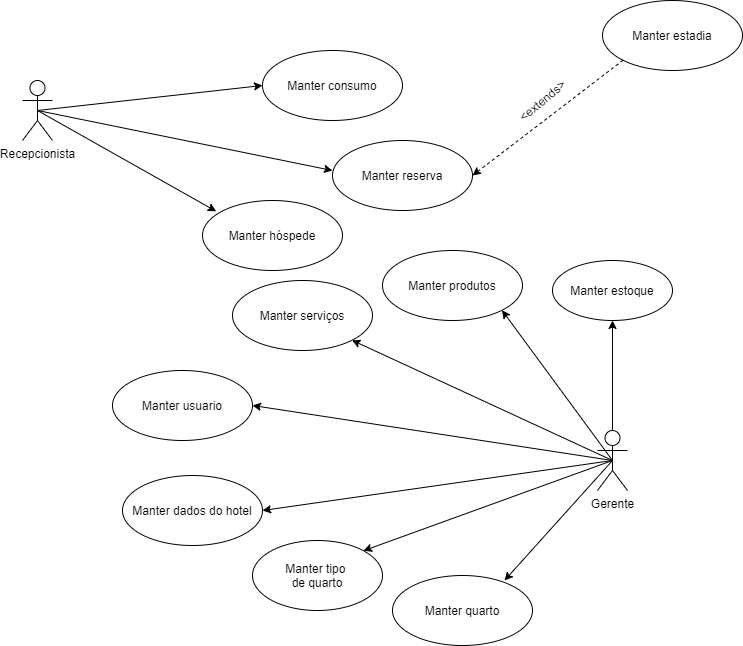 Manter estadia
Manter consumo
<extends>
Recepcionista
Manter reserva
Manter hóspede
Manter produtos
Manter estoque
Manter serviços
Manter usuario
Gerente
Manter dados do hotel
Manter tipo
de quarto
Manter quarto